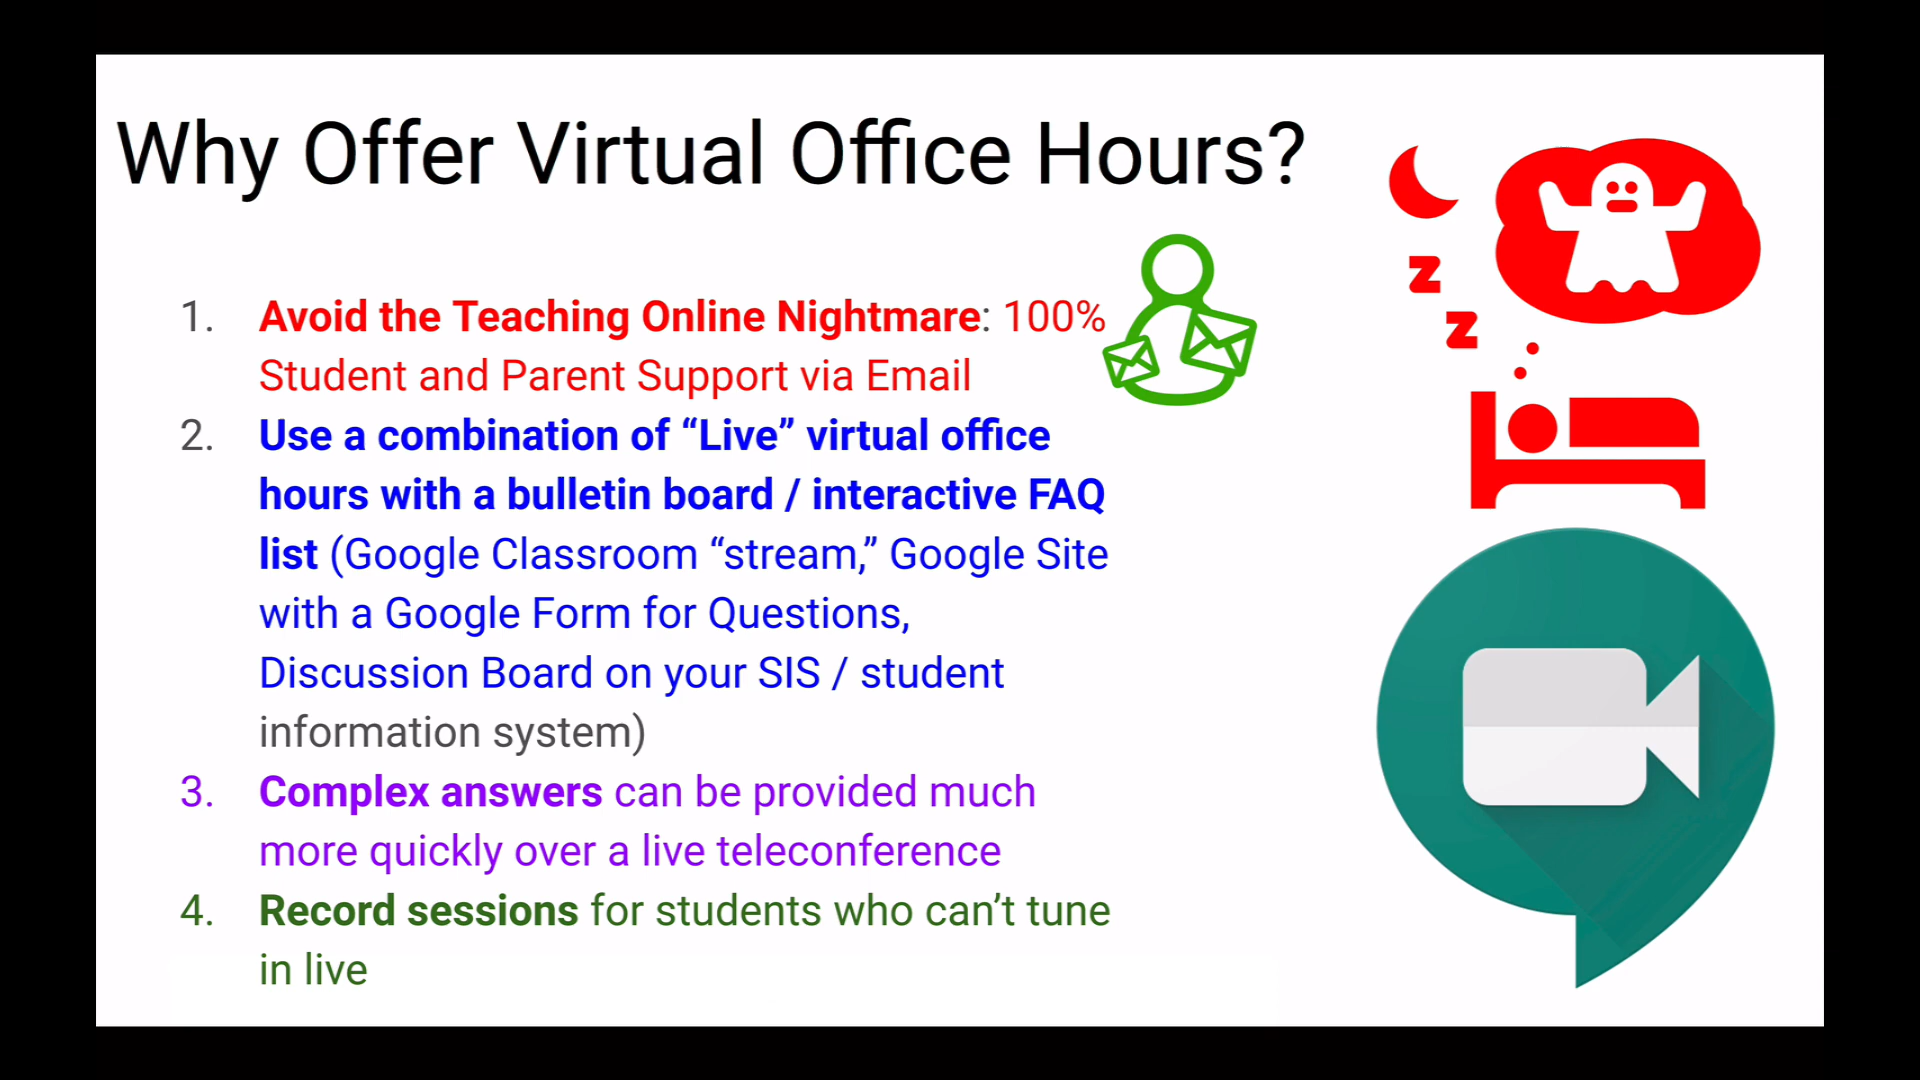 Why Offer Virtual Office Hours?
1. Avoid the Teaching Online Nightmare: 100%
Student and Parent Support via Email
2. Use a combination of “Live” virtual office
hours with a bulletin board / interactive FAQ
list (Google Classroom “stream,” Google Site
with a Google Form for Questions,
Discussion Board on your SIS / student
information system)
3. Complex answers can be provided much
more quickly over a live teleconference
4. Record sessions for students who can’t tune
in live
z
z